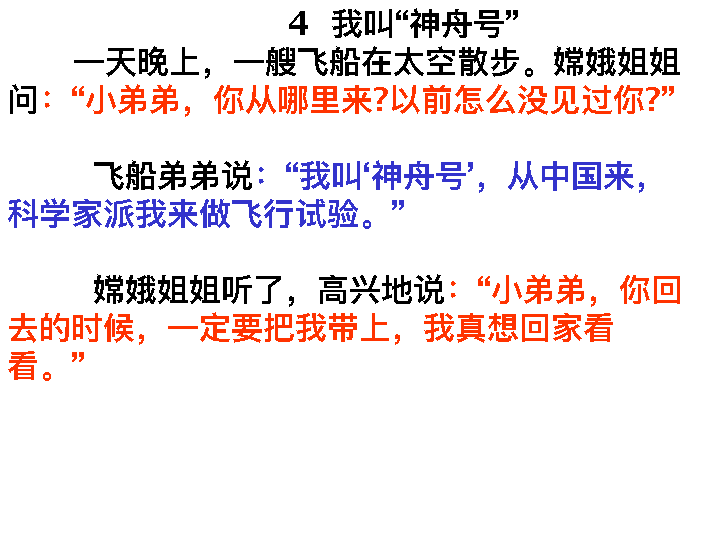 4 我叫“神舟号”
一天晚上，一艘飞船在太空散步。嫦娥姐姐
问：“小弟弟，你从哪里来?以前怎么没见过你?”
飞船弟弟说：“我叫‘神舟号’，从中国来，
科学家派我来做飞行试验。”
嫦娥姐姐听了，高兴地说：“小弟弟，你回
去的时候，一定要把我带上，我真想回家看
看。”